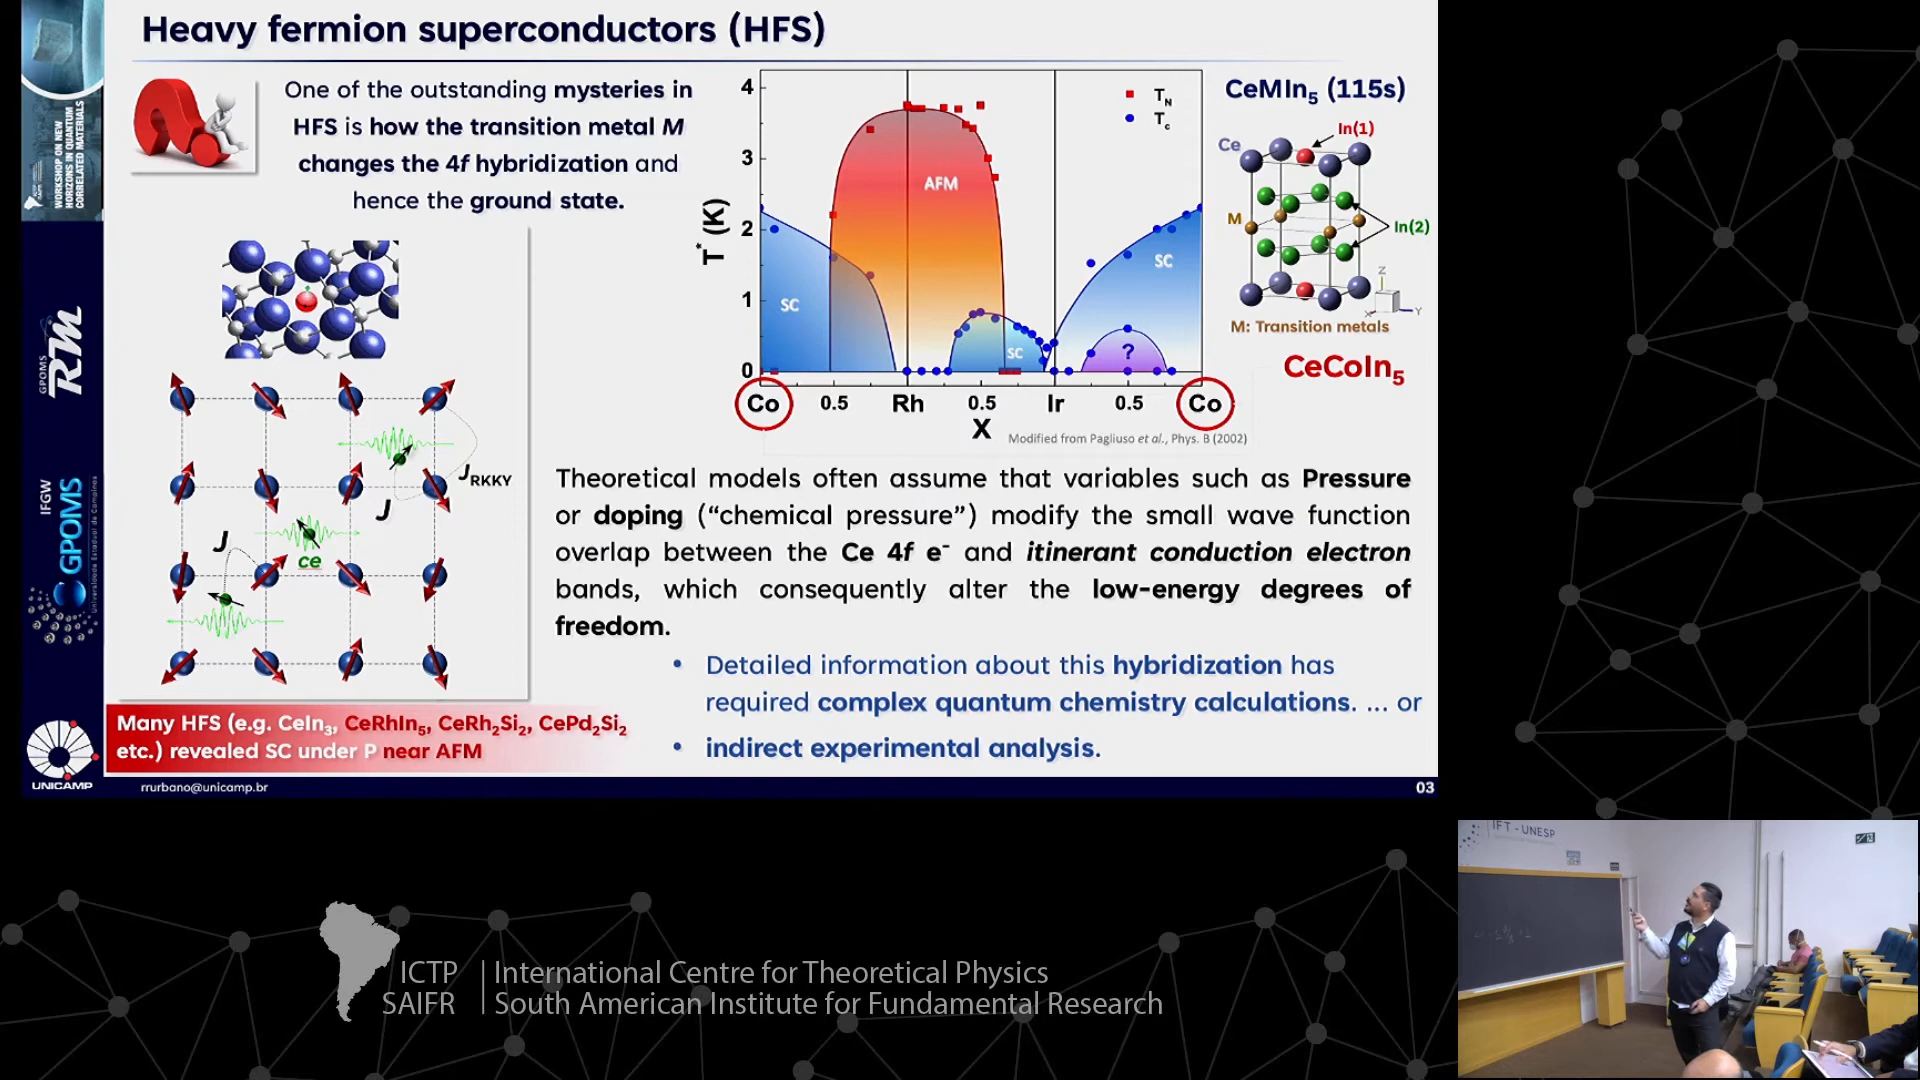 Heavy fermion superconductors (HFS)
One of the outstanding mysteries in
HFS is how the transition metal M
changes the 4f hybridization and
hence the ground state.
WORKSHOP ON NEW
HORIZONS IN QUANTUM
CORRELATED MATERIALS
ICTP
SAIFR
GPOMS
RM
IFGW
GPOMS
Universidade Estadual de Campinas
UNICAMP
J_RKKY
J
J
ce
Many HFS (e.g. CeIn₃, CeRhIn₅, CeRh₂Si₂, CePd₂Si₂
etc.) revealed SC under P near AFM
T* (K)
4
3
2
1
0
T_N
T_c
AFM
SC
SC
SC
?
Co 0.5 Rh 0.5 Ir 0.5 Co
X
Modified from Pagliuso et al., Phys. B (2002)
CeMIn₅ (115s)
In(1)
Ce
M
In(2)
Z
X
Y
M: Transition metals
CeCoIn₅
Theoretical models often assume that variables such as Pressure
or doping (“chemical pressure”) modify the small wave function
overlap between the Ce 4f e⁻ and itinerant conduction electron
bands, which consequently alter the low-energy degrees of
freedom.
• Detailed information about this hybridization has
required complex quantum chemistry calculations. ... or
• indirect experimental analysis.
rrurbano@unicamp.br
03
IFT - UNESP
ICTP
SAIFR
International Centre for Theoretical Physics
South American Institute for Fundamental Research